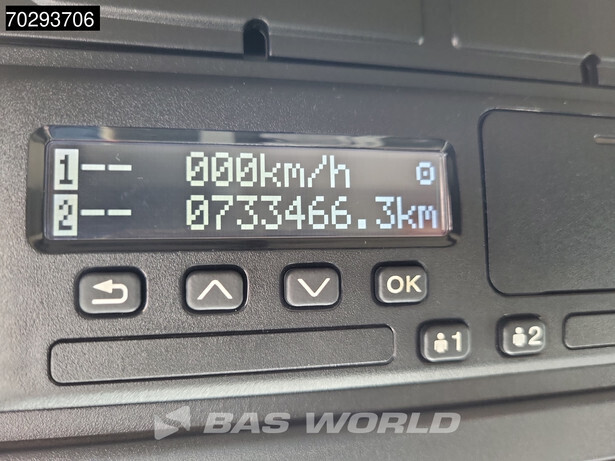 70293706
1-- 000km/h o
2-- 0733466.3km
OK
1
2
BAS WORLD